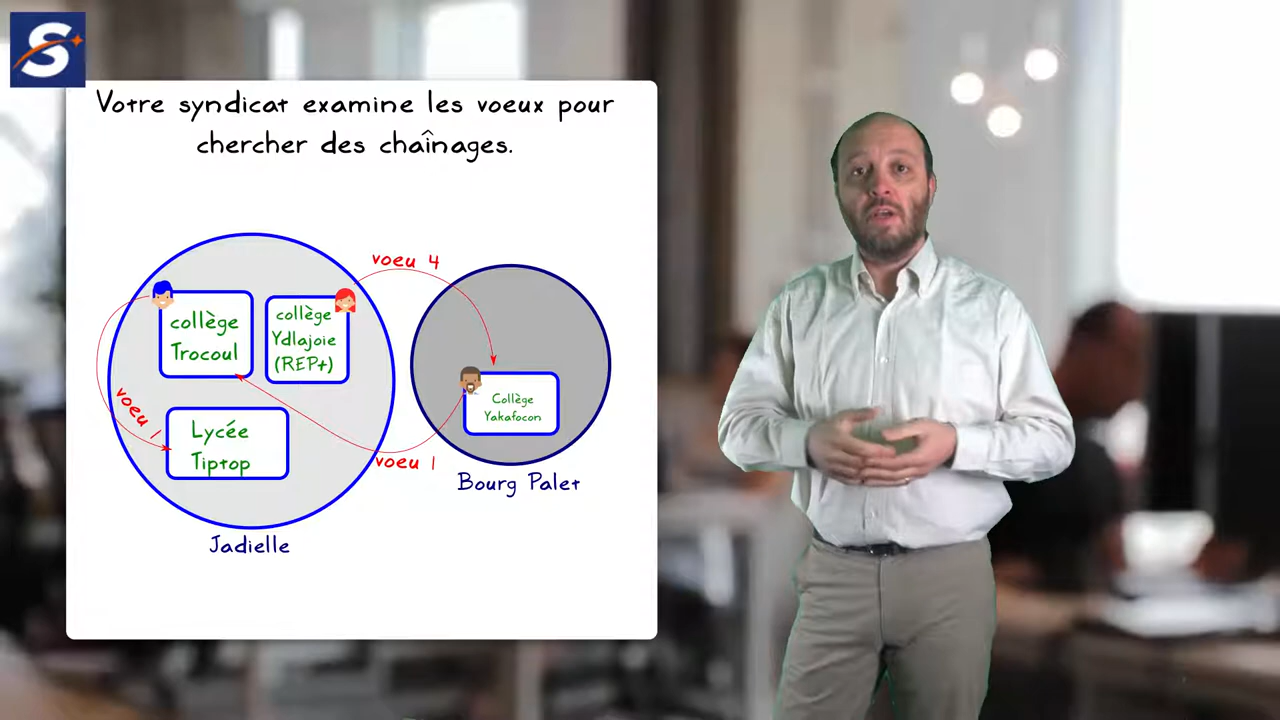 S
Votre syndicat examine les voeux pour
chercher des chaînages.
voeu 4
collège
Trocoul
collège
Ydlajoie
(REP+)
voeu 1
Lycée
Tiptop
Collège
Yakafocon
voeu 1
Bourg Palet
Jadielle